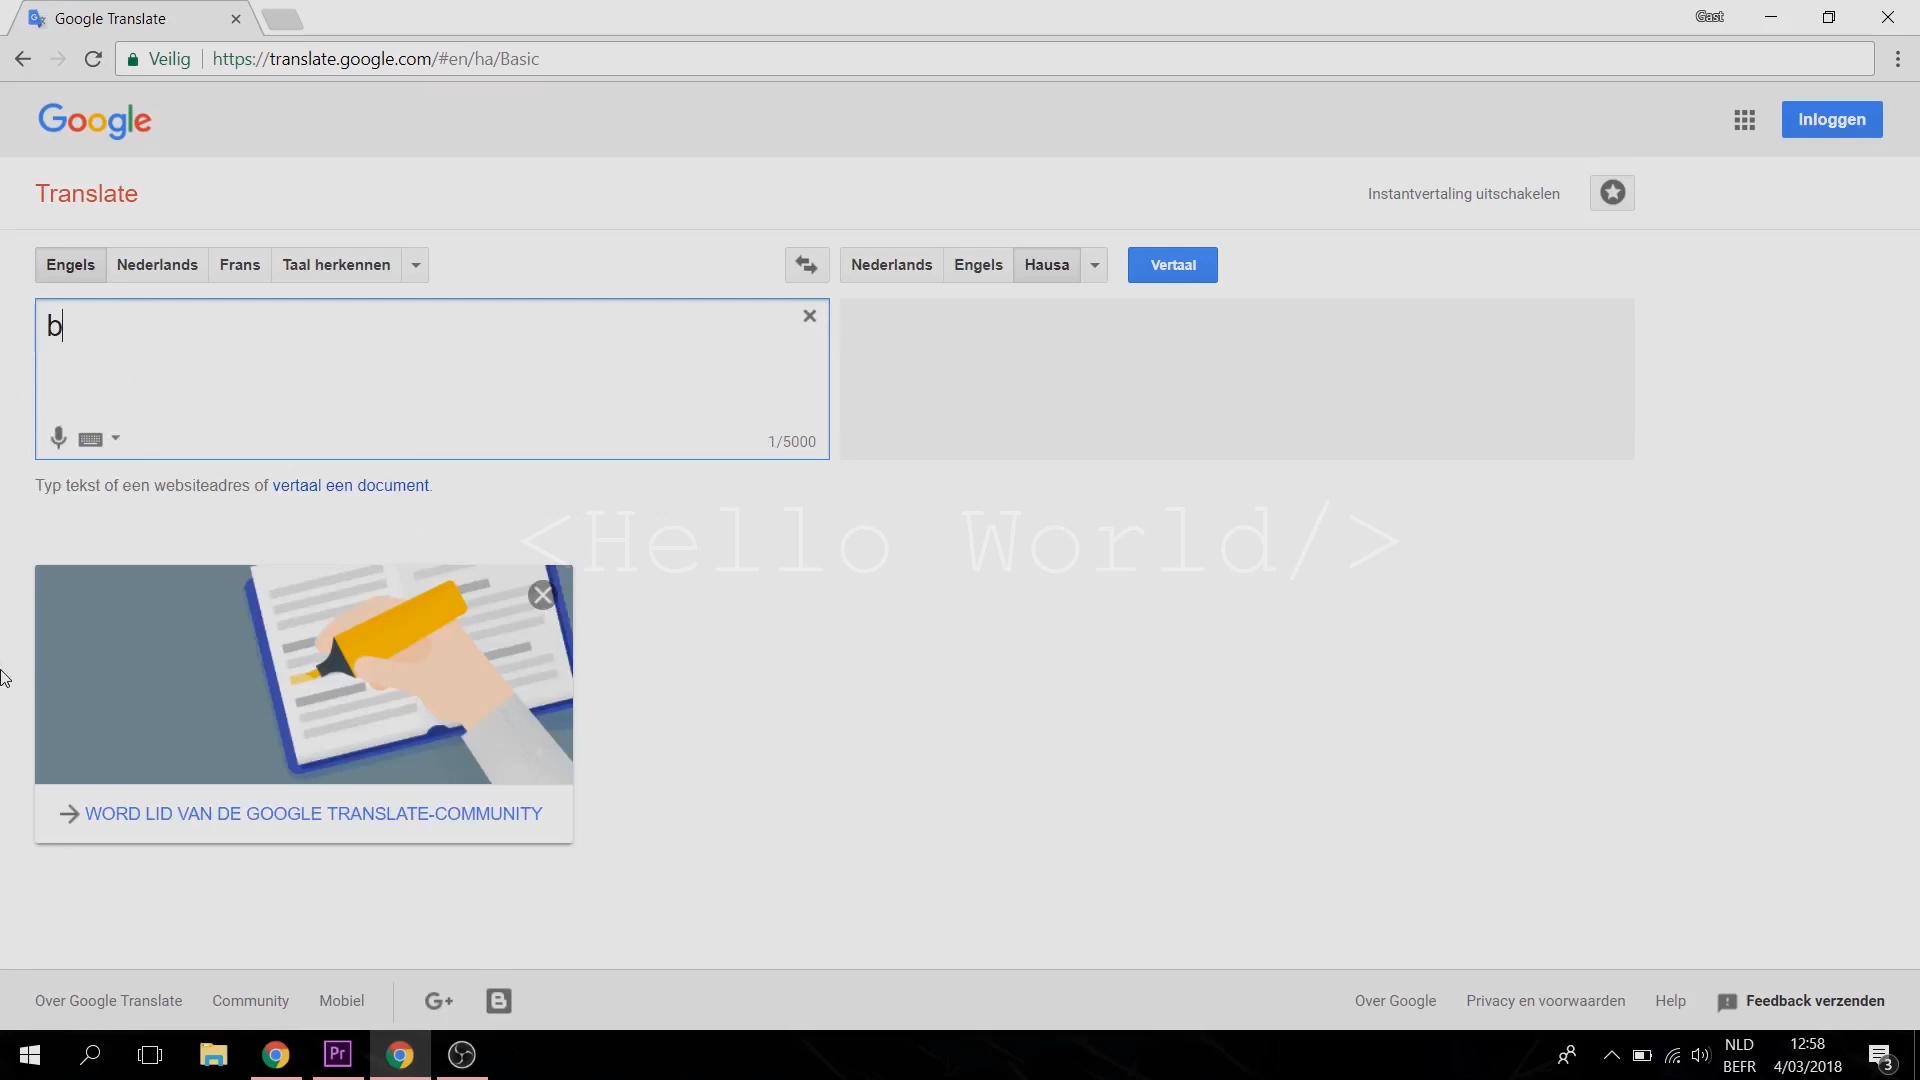 Google Translate
Gast
Veilig https://translate.google.com/#en/ha/Basic
Google
Inloggen
Translate
Instantvertaling uitschakelen
Engels Nederlands Frans Taal herkennen
Nederlands Engels Hausa Vertaal
b
1/5000
Typ tekst of een websiteadres of vertaal een document.
<Hello World/>
WORD LID VAN DE GOOGLE TRANSLATE-COMMUNITY
Over Google Translate Community Mobiel G+ B
Over Google Privacy en voorwaarden Help Feedback verzenden
Pr
NLD 12:58
BEFR 4/03/2018 3